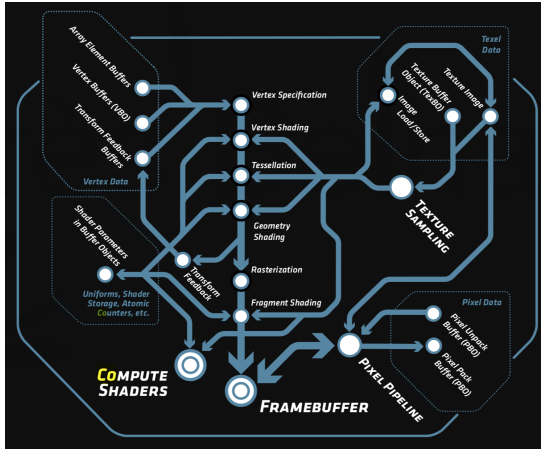 Array Element Buffers
Vertex Buffers (VBO)
Transform Feedback
Buffers
Vertex Data
Vertex Specification
Vertex Shading
Tessellation
Geometry
Shading
Rasterization
Fragment Shading
Transform
Feedback
Texel
Data
Texture Image
Texture Buffer
Object (TexBO)
Image
Load/Store
Texture
Sampling
Shader Parameters
in Buffer Objects
Uniforms, Shader
Storage, Atomic
Counters, etc.
Compute
Shaders
Framebuffer
Pixel Pipeline
Pixel Data
Pixel Unpack
Buffer (PBO)
Pixel Pack
Buffer (PBO)